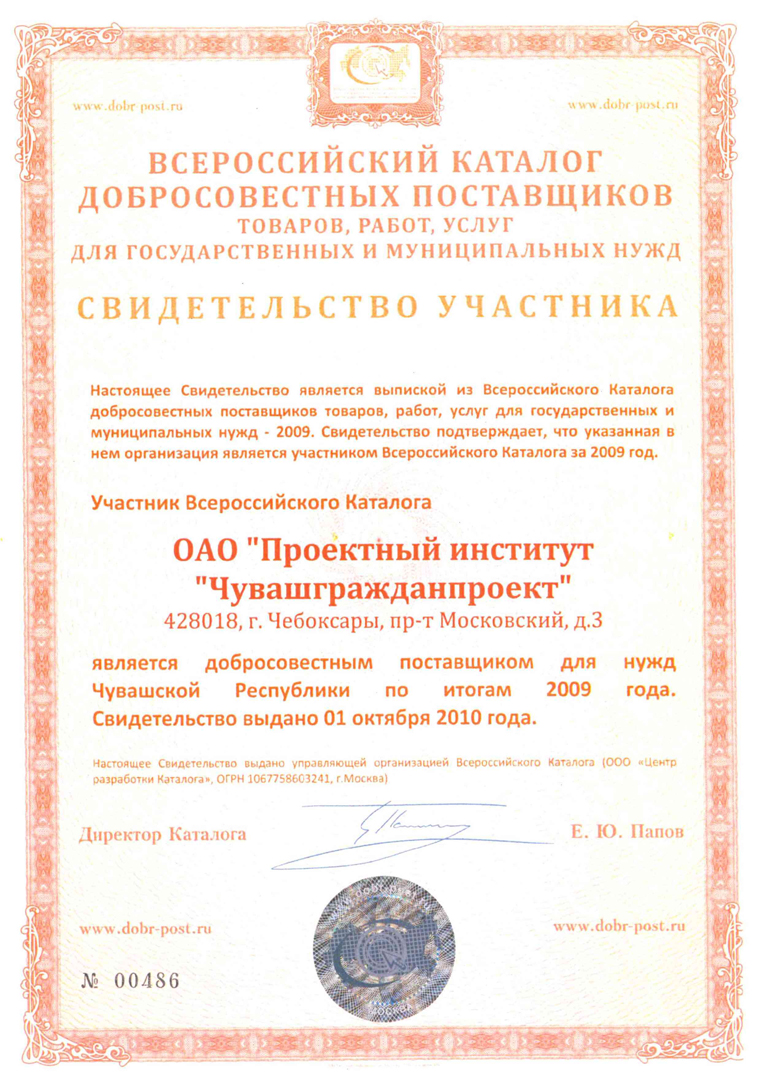 www.dobr-post.ru
www.dobr-post.ru
ВСЕРОССИЙСКИЙ КАТАЛОГ
ДОБРОСОВЕСТНЫХ ПОСТАВЩИКОВ
ТОВАРОВ, РАБОТ, УСЛУГ
ДЛЯ ГОСУДАРСТВЕННЫХ И МУНИЦИПАЛЬНЫХ НУЖД
СВИДЕТЕЛЬСТВО УЧАСТНИКА
Настоящее Свидетельство является выпиской из Всероссийского Каталога
добросовестных поставщиков товаров, работ, услуг для государственных и
муниципальных нужд - 2009. Свидетельство подтверждает, что указанная в
нем организация является участником Всероссийского Каталога за 2009 год.
Участник Всероссийского Каталога
ОАО "Проектный институт
"Чувашгражданпроект"
428018, г. Чебоксары, пр-т Московский, д.3
является добросовестным поставщиком для нужд
Чувашской Республики по итогам 2009 года.
Свидетельство выдано 01 октября 2010 года.
Настоящее Свидетельство выдано управляющей организацией Всероссийского Каталога (ООО «Центр
разработки Каталога», ОГРН 1067758603241, г.Москва)
Директор Каталога
Е. Ю. Папов
www.dobr-post.ru
www.dobr-post.ru
www.dobr-post.ru
МОСКВА
№ 00486